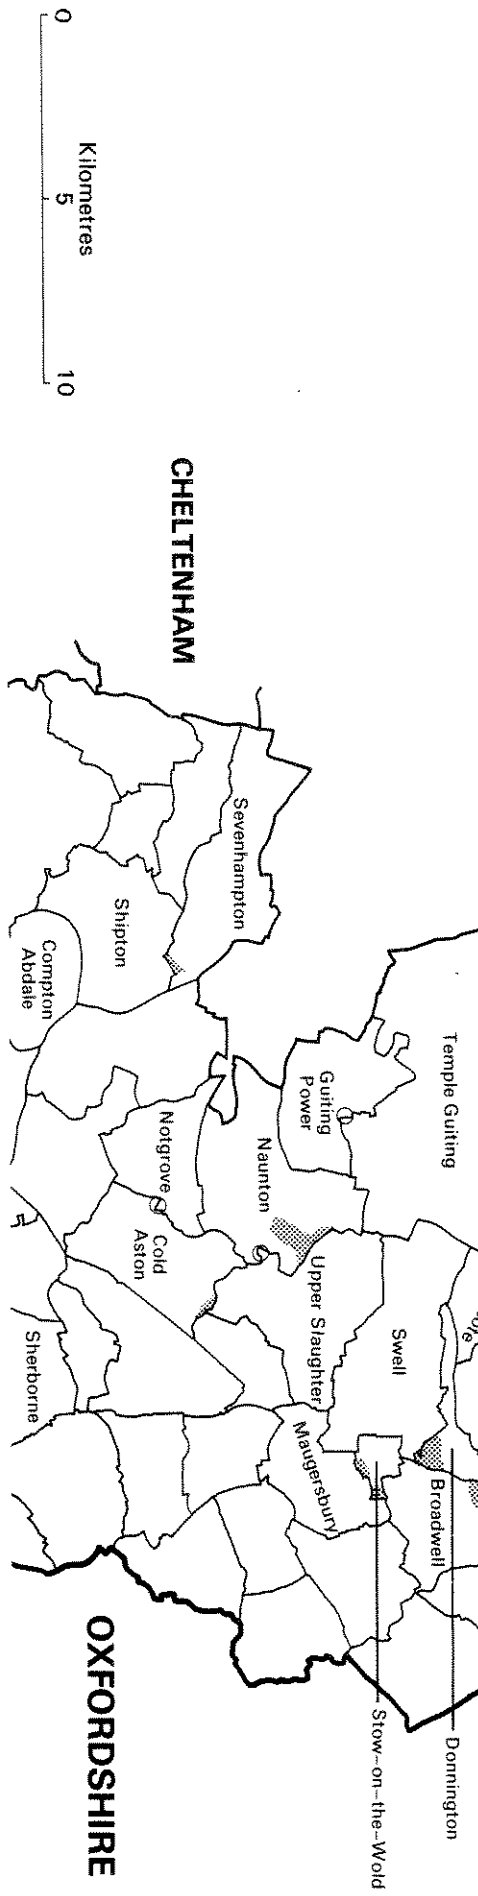 0
5
10
Kilometres
CHELTENHAM
OXFORDSHIRE
Temple Guiting
Donnington
Broadwell
Swell
Stow-on-the-Wold
Guiting
Power
Upper Slaughter
Maugersbury
Naunton
Sevenhampton
Notgrove
Cold
Aston
Shipton
Compton
Abdale
Sherborne